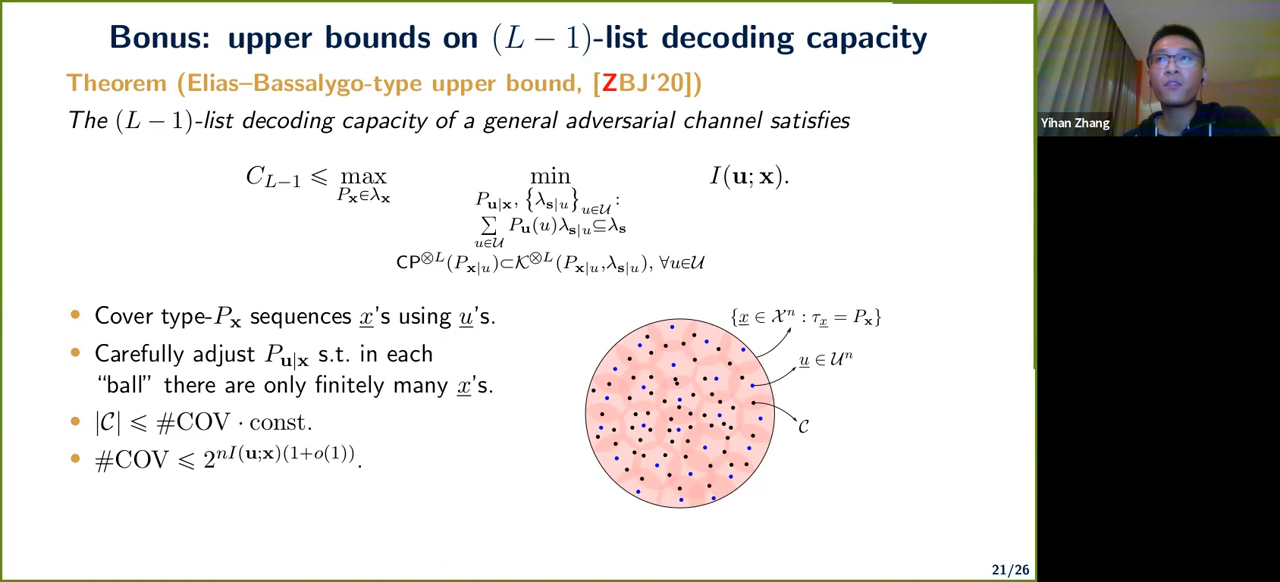 Bonus: upper bounds on (L − 1)-list decoding capacity
Theorem (Elias–Bassalygo-type upper bound, [ZBJ‘20])
The (L − 1)-list decoding capacity of a general adversarial channel satisfies
C_{L−1} ⩽ max_{P_𝐱∈λ_𝐱} min I(𝐮; 𝐱).
P_{𝐮|𝐱}, {λ_{𝐬|u}}_{u∈𝒰} :
∑_{u∈𝒰} P_𝐮(u)λ_{𝐬|u} ⊆ λ_𝐬
CP^{⊗L}(P_{𝐱|u}) ⊂ 𝒦^{⊗L}(P_{𝐱|u}, λ_{𝐬|u}), ∀u∈𝒰
• Cover type-P_𝐱 sequences x̲'s using u̲'s.
• Carefully adjust P_{𝐮|𝐱} s.t. in each
“ball” there are only finitely many x̲'s.
• |𝒞| ⩽ #COV · const.
• #COV ⩽ 2^{nI(𝐮;𝐱)(1+o(1))}.
{x̲ ∈ 𝒳^n : τ_x̲ = P_𝐱}
u̲ ∈ 𝒰^n
𝒞
21/26
Yihan Zhang